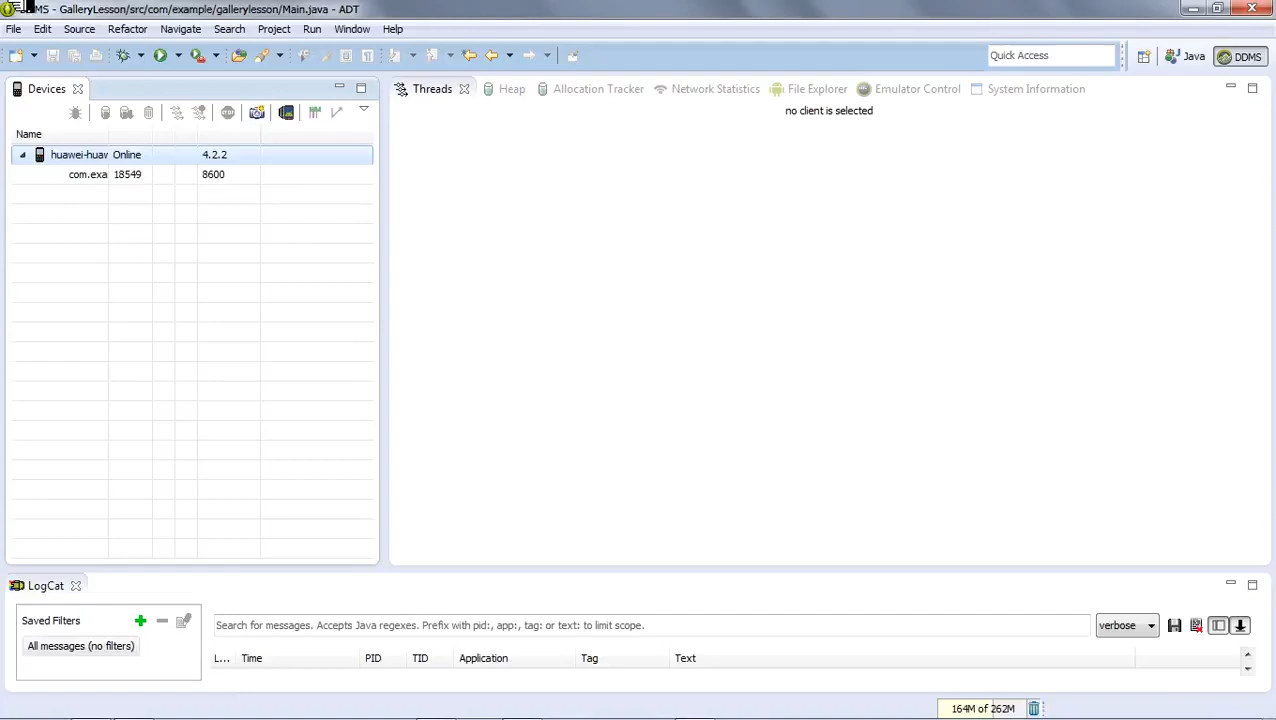 DDMS - GalleryLesson/src/com/example/gallerylesson/Main.java - ADT
File Edit Source Refactor Navigate Search Project Run Window Help
Quick Access Java DDMS
Devices
Name
huawei-huav Online 4.2.2
com.exa 18549 8600
Threads Heap Allocation Tracker Network Statistics File Explorer Emulator Control System Information
no client is selected
LogCat
Saved Filters
All messages (no filters)
Search for messages. Accepts Java regexes. Prefix with pid:, app:, tag: or text: to limit scope.
verbose
L... Time PID TID Application Tag Text
164M of 262M